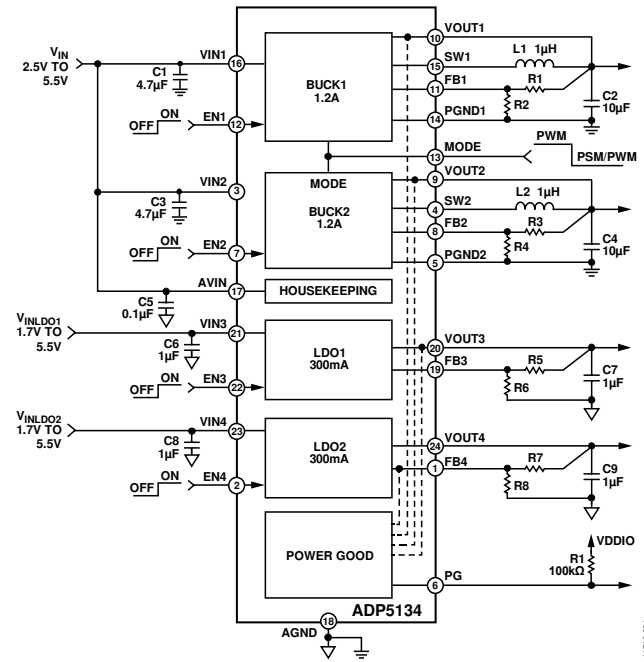 VIN
2.5V TO
5.5V
C1
4.7µF
VIN1
16
OFF
ON
EN1
12
BUCK1
1.2A
10
VOUT1
15
SW1
L1 1µH
11
FB1
R1
R2
C2
10µF
14
PGND1
13
MODE
PWM
PSM/PWM
VIN2
3
C3
4.7µF
OFF
ON
EN2
7
MODE
BUCK2
1.2A
9
VOUT2
4
SW2
L2 1µH
8
FB2
R3
R4
C4
10µF
5
PGND2
AVIN
17
C5
0.1µF
HOUSEKEEPING
VINLDO1
1.7V TO
5.5V
VIN3
21
C6
1µF
OFF
ON
EN3
22
LDO1
300mA
20
VOUT3
19
FB3
R5
R6
C7
1µF
VINLDO2
1.7V TO
5.5V
VIN4
23
C8
1µF
OFF
ON
EN4
2
LDO2
300mA
24
VOUT4
1
FB4
R7
R8
C9
1µF
POWER GOOD
VDDIO
R1
100kΩ
6
PG
ADP5134
18
AGND